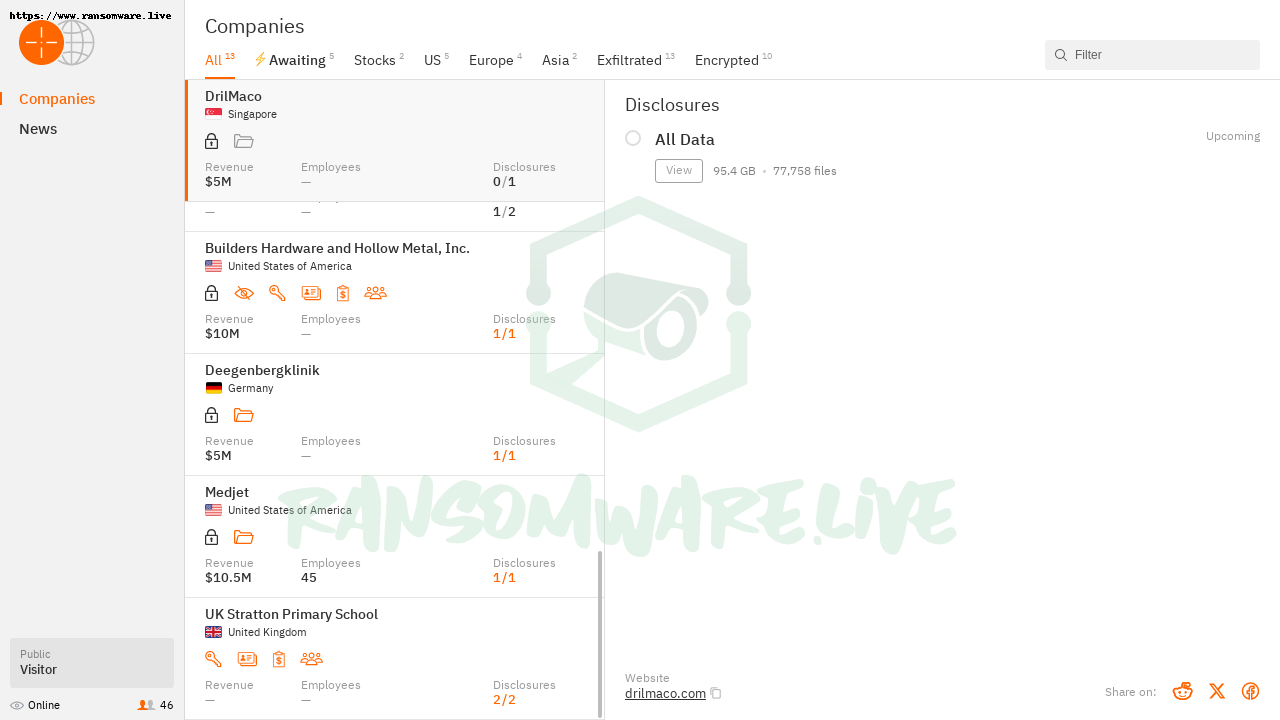 https://www.ransomware.live
Companies
News
Public
Visitor
Online
46
Companies
All 13
Awaiting 5
Stocks 2
US 5
Europe 4
Asia 2
Exfiltrated 13
Encrypted 10
Filter
DrilMaco
Singapore
Revenue Employees Disclosures
$5M — 0/1
— — 1/2
Builders Hardware and Hollow Metal, Inc.
United States of America
Revenue Employees Disclosures
$10M — 1/1
Deegenbergklinik
Germany
Revenue Employees Disclosures
$5M — 1/1
Medjet
United States of America
Revenue Employees Disclosures
$10.5M 45 1/1
UK Stratton Primary School
United Kingdom
Revenue Employees Disclosures
— — 2/2
Disclosures
All Data
Upcoming
View 95.4 GB • 77,758 files
RANSOMWARE.LIVE
Website
drilmaco.com
Share on: